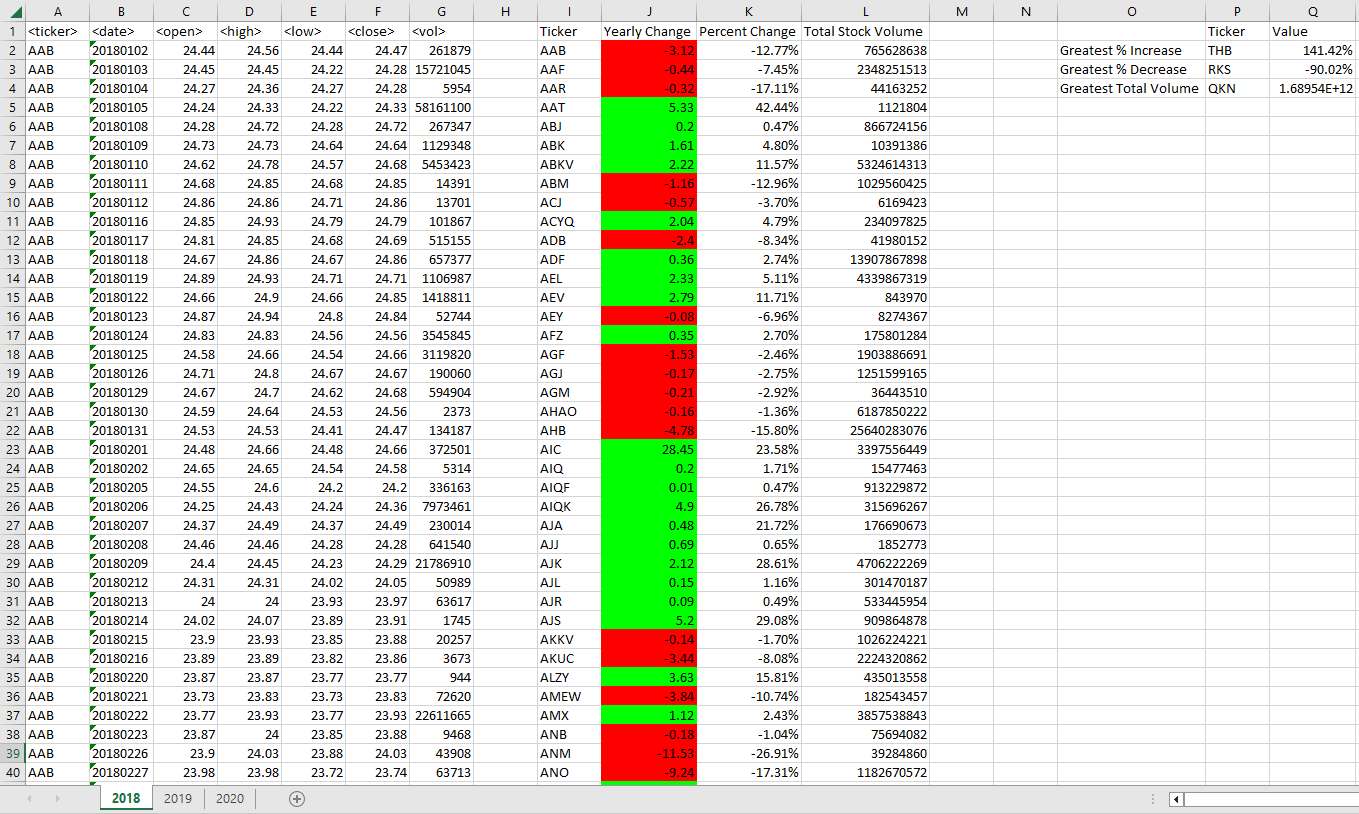 A B C D E F G H I J K L M N O P Q
1 <ticker> <date> <open> <high> <low> <close> <vol> Ticker Yearly Change Percent Change Total Stock Volume Ticker Value
2 AAB 20180102 24.44 24.56 24.44 24.47 261879 AAB -3.12 -12.77% 765628638 Greatest % Increase THB 141.42%
3 AAB 20180103 24.45 24.45 24.22 24.28 15721045 AAF -0.44 -7.45% 2348251513 Greatest % Decrease RKS -90.02%
4 AAB 20180104 24.27 24.36 24.27 24.28 5954 AAR -0.32 -17.11% 44163252 Greatest Total Volume QKN 1.68954E+12
5 AAB 20180105 24.24 24.33 24.22 24.33 58161100 AAT 5.33 42.44% 1121804
6 AAB 20180108 24.28 24.72 24.28 24.72 267347 ABJ 0.2 0.47% 866724156
7 AAB 20180109 24.73 24.73 24.64 24.64 1129348 ABK 1.61 4.80% 10391386
8 AAB 20180110 24.62 24.78 24.57 24.68 5453423 ABKV 2.22 11.57% 5324614313
9 AAB 20180111 24.68 24.85 24.68 24.85 14391 ABM -1.16 -12.96% 1029560425
10 AAB 20180112 24.86 24.86 24.71 24.86 13701 ACJ -0.57 -3.70% 6169423
11 AAB 20180116 24.85 24.93 24.79 24.79 101867 ACYQ 2.04 4.79% 234097825
12 AAB 20180117 24.81 24.85 24.68 24.69 515155 ADB -2.4 -8.34% 41980152
13 AAB 20180118 24.67 24.86 24.67 24.86 657377 ADF 0.36 2.74% 13907867898
14 AAB 20180119 24.89 24.93 24.71 24.71 1106987 AEL 2.33 5.11% 4339867319
15 AAB 20180122 24.66 24.9 24.66 24.85 1418811 AEV 2.79 11.71% 843970
16 AAB 20180123 24.87 24.94 24.8 24.84 52744 AEY -0.08 -6.96% 8274367
17 AAB 20180124 24.83 24.83 24.56 24.56 3545845 AFZ 0.35 2.70% 175801284
18 AAB 20180125 24.58 24.66 24.54 24.66 3119820 AGF -1.53 -2.46% 1903886691
19 AAB 20180126 24.71 24.8 24.67 24.67 190060 AGJ -0.17 -2.75% 1251599165
20 AAB 20180129 24.67 24.7 24.62 24.68 594904 AGM -0.21 -2.92% 36443510
21 AAB 20180130 24.59 24.64 24.53 24.56 2373 AHAO -0.16 -1.36% 6187850222
22 AAB 20180131 24.53 24.53 24.41 24.47 134187 AHB -4.78 -15.80% 25640283076
23 AAB 20180201 24.48 24.66 24.48 24.66 372501 AIC 28.45 23.58% 3397556449
24 AAB 20180202 24.65 24.65 24.54 24.58 5314 AIQ 0.2 1.71% 15477463
25 AAB 20180205 24.55 24.6 24.2 24.2 336163 AIQF 0.01 0.47% 913229872
26 AAB 20180206 24.25 24.43 24.24 24.36 7973461 AIQK 4.9 26.78% 315696267
27 AAB 20180207 24.37 24.49 24.37 24.49 230014 AJA 0.48 21.72% 176690673
28 AAB 20180208 24.46 24.46 24.28 24.28 641540 AJJ 0.69 0.65% 1852773
29 AAB 20180209 24.4 24.45 24.23 24.29 21786910 AJK 2.12 28.61% 4706222269
30 AAB 20180212 24.31 24.31 24.02 24.05 50989 AJL 0.15 1.16% 301470187
31 AAB 20180213 24 24 23.93 23.97 63617 AJR 0.09 0.49% 533445954
32 AAB 20180214 24.02 24.07 23.89 23.91 1745 AJS 5.2 29.08% 909864878
33 AAB 20180215 23.9 23.93 23.85 23.88 20257 AKKV -0.14 -1.70% 1026224221
34 AAB 20180216 23.89 23.89 23.82 23.86 3673 AKUC -3.44 -8.08% 2224320862
35 AAB 20180220 23.87 23.87 23.77 23.77 944 ALZY 3.63 15.81% 435013558
36 AAB 20180221 23.73 23.83 23.73 23.83 72620 AMEW -3.84 -10.74% 182543457
37 AAB 20180222 23.77 23.93 23.77 23.93 22611665 AMX 1.12 2.43% 3857538843
38 AAB 20180223 23.87 24 23.85 23.88 9468 ANB -0.18 -1.04% 75694082
39 AAB 20180226 23.9 24.03 23.88 24.03 43908 ANM -11.53 -26.91% 39284860
40 AAB 20180227 23.98 23.98 23.72 23.74 63713 ANO -9.24 -17.31% 1182670572
2018 2019 2020